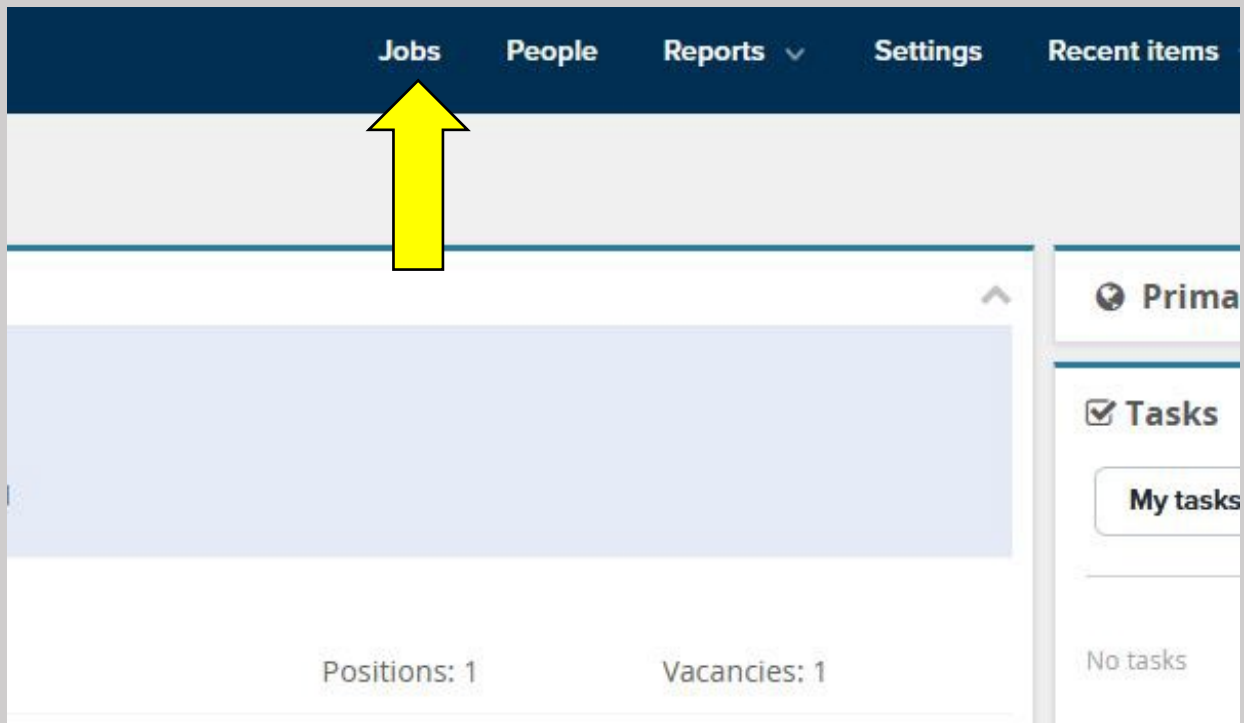 Jobs People Reports Settings Recent items
Prima
Tasks
My tasks
Positions: 1 Vacancies: 1
No tasks